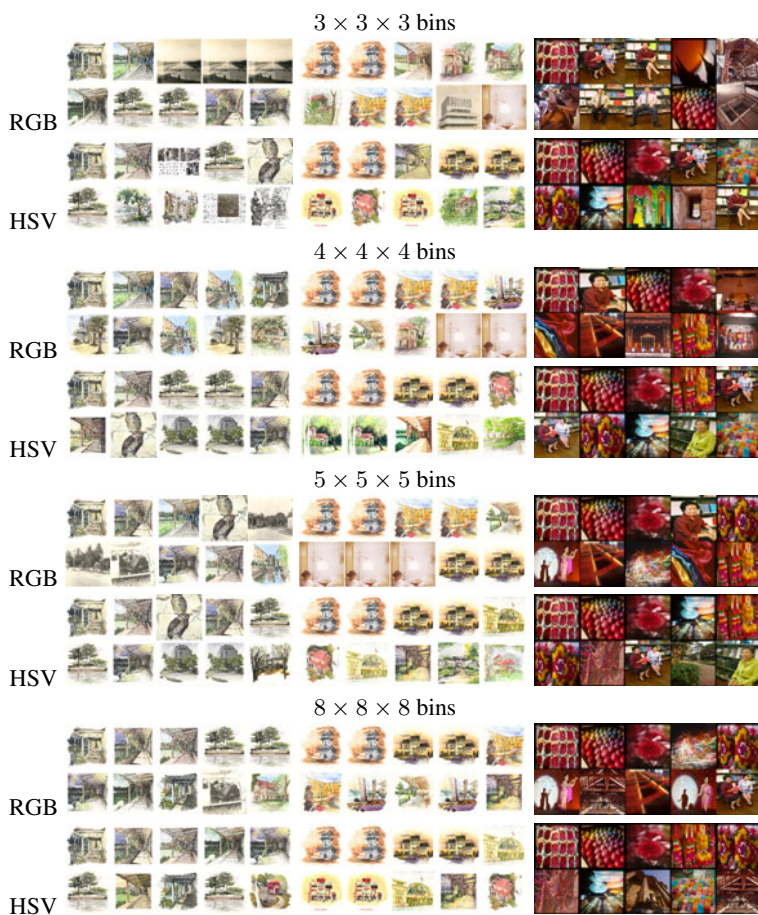 3 × 3 × 3 bins
RGB
HSV
4 × 4 × 4 bins
RGB
HSV
5 × 5 × 5 bins
RGB
HSV
8 × 8 × 8 bins
RGB
HSV